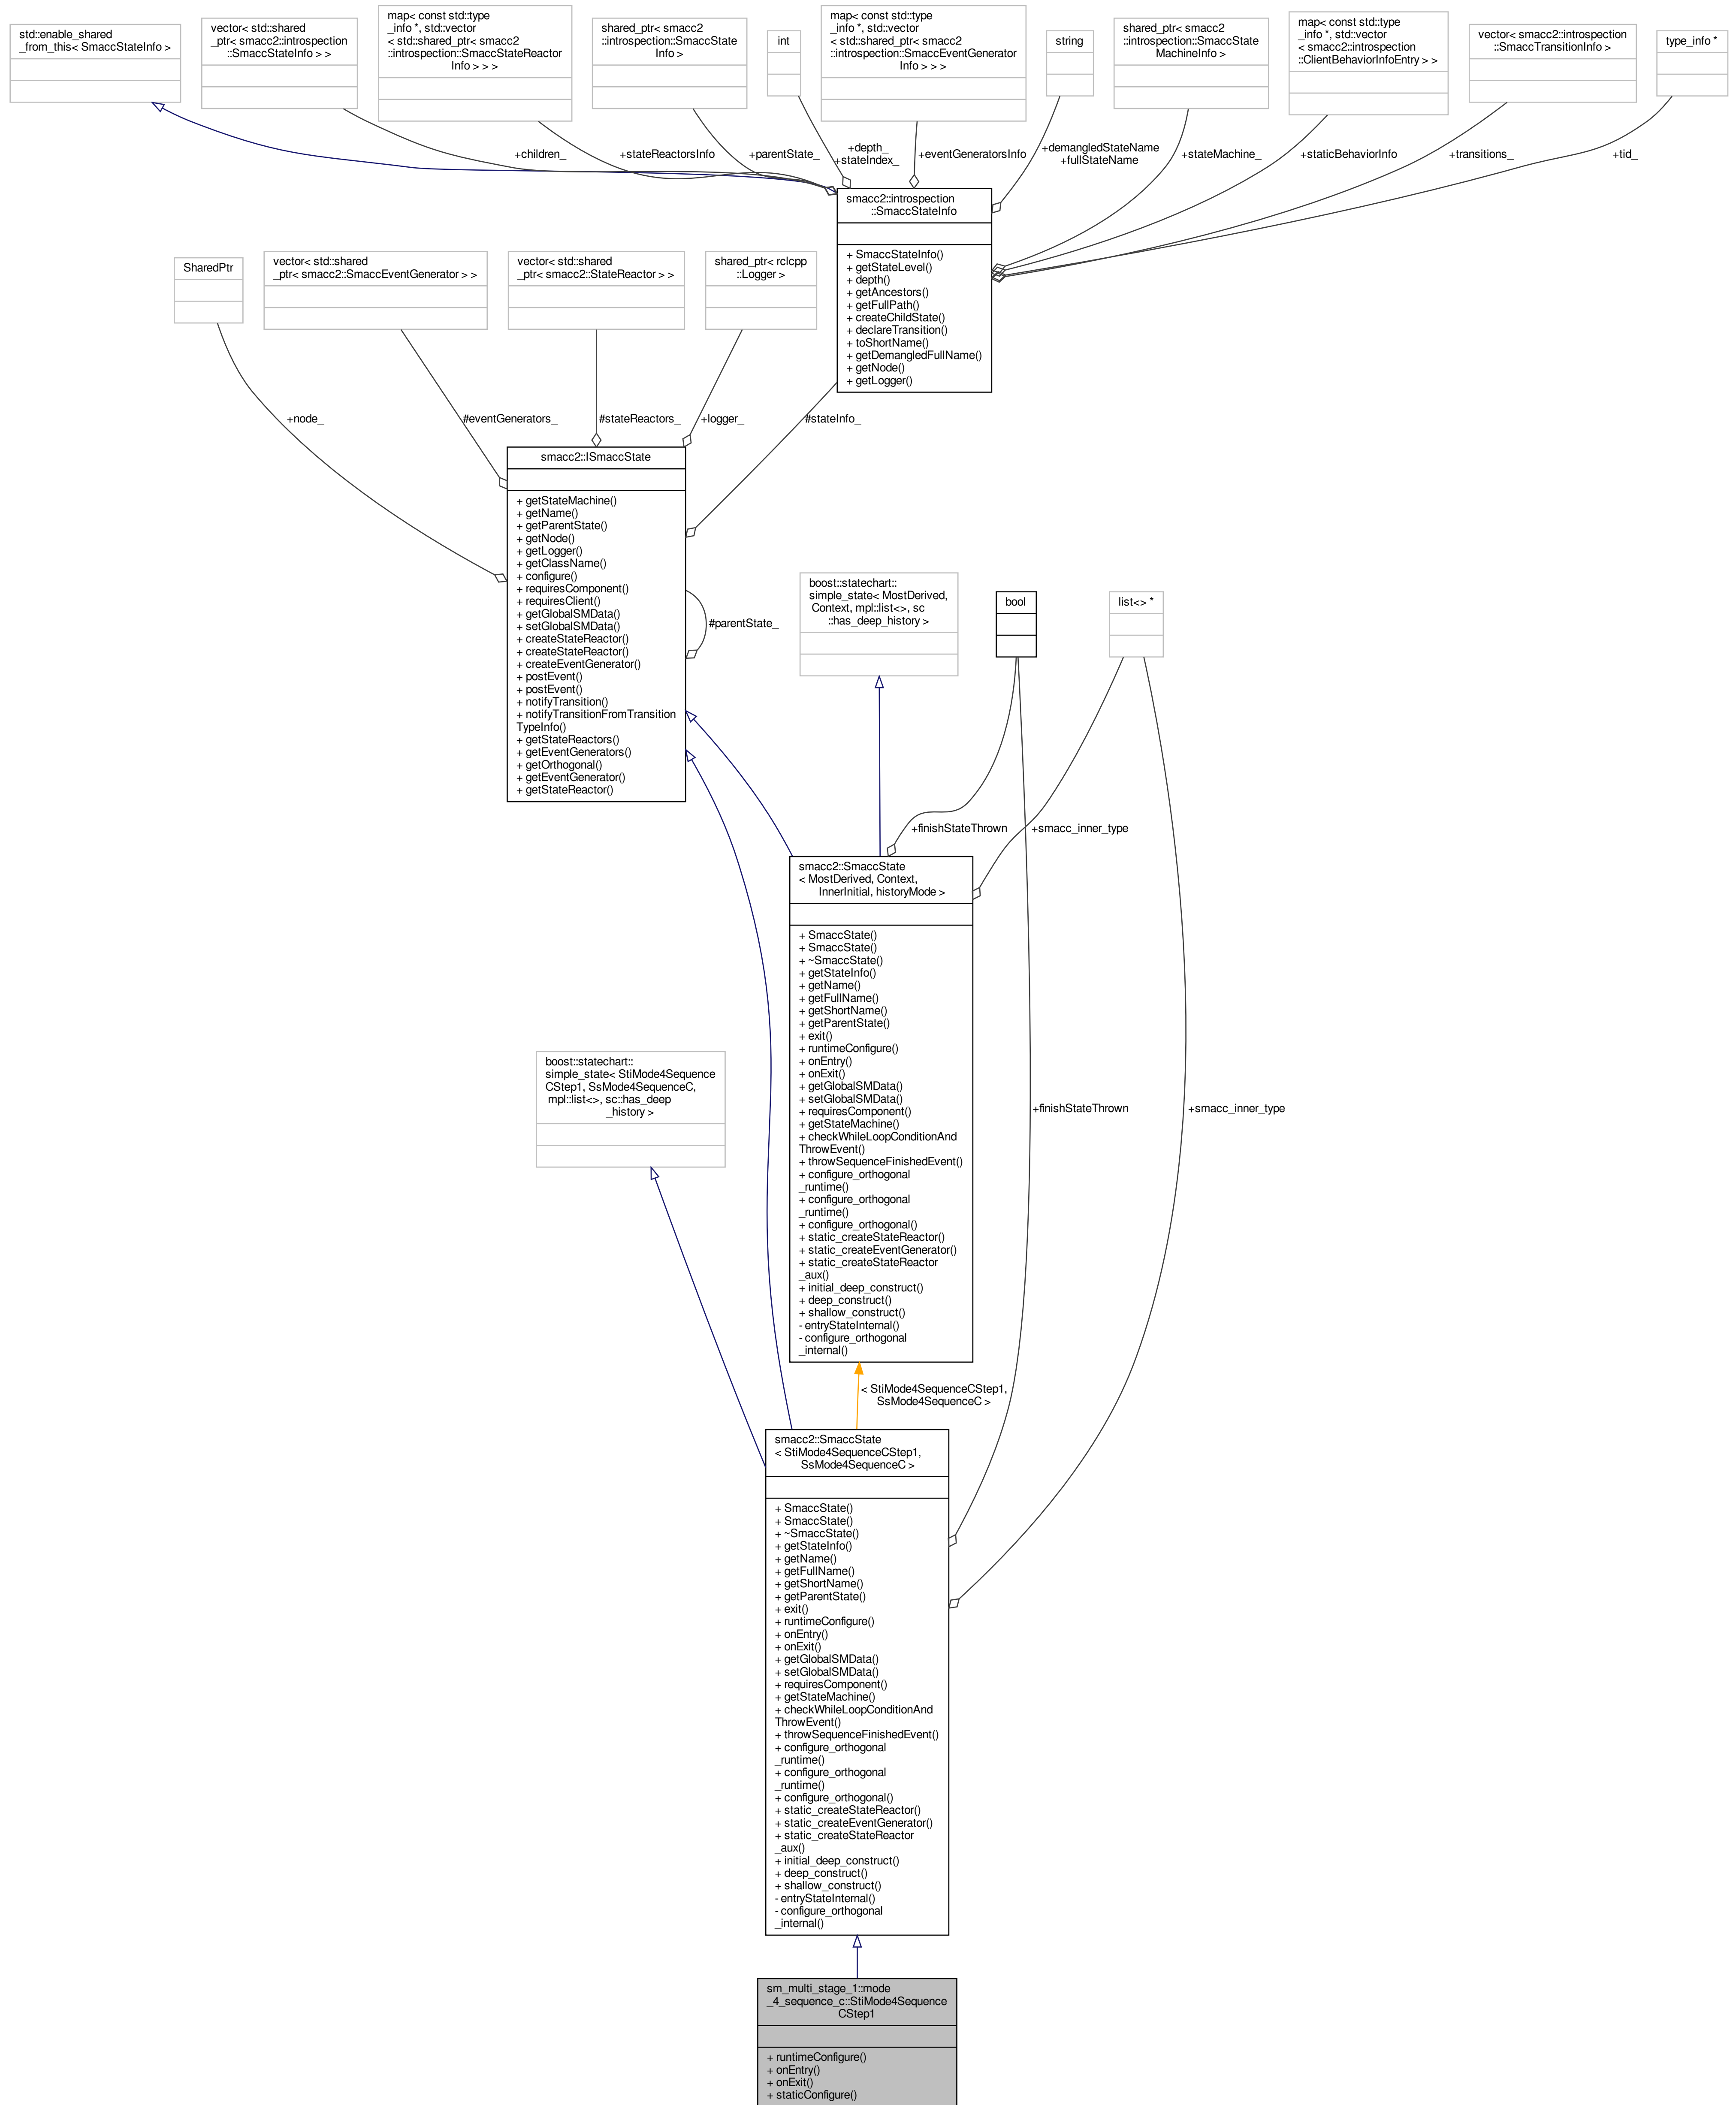 std::enable_shared
_from_this< SmaccStateInfo >
vector< std::shared
_ptr< smacc2::introspection
::SmaccStateInfo > >
map< const std::type
_info *, std::vector
< std::shared_ptr< smacc2
::introspection::SmaccStateReactor
Info > > >
shared_ptr< smacc2
::introspection::SmaccState
Info >
int
map< const std::type
_info *, std::vector
< std::shared_ptr< smacc2
::introspection::SmaccEventGenerator
Info > > >
string
shared_ptr< smacc2
::introspection::SmaccState
MachineInfo >
map< const std::type
_info *, std::vector
< smacc2::introspection
::ClientBehaviorInfoEntry > >
vector< smacc2::introspection
::SmaccTransitionInfo >
type_info *
+children_
+stateReactorsInfo
+parentState_
+depth_
+stateIndex_
+eventGeneratorsInfo
+demangledStateName
+fullStateName
+stateMachine_
+staticBehaviorInfo
+transitions_
+tid_
smacc2::introspection
::SmaccStateInfo
+ SmaccStateInfo()
+ getStateLevel()
+ depth()
+ getAncestors()
+ getFullPath()
+ createChildState()
+ declareTransition()
+ toShortName()
+ getDemangledFullName()
+ getNode()
+ getLogger()
SharedPtr
vector< std::shared
_ptr< smacc2::SmaccEventGenerator > >
vector< std::shared
_ptr< smacc2::StateReactor > >
shared_ptr< rclcpp
::Logger >
+node_
#eventGenerators_
#stateReactors_
+logger_
#stateInfo_
smacc2::ISmaccState
+ getStateMachine()
+ getName()
+ getParentState()
+ getNode()
+ getLogger()
+ getClassName()
+ configure()
+ requiresComponent()
+ requiresClient()
+ getGlobalSMData()
+ setGlobalSMData()
+ createStateReactor()
+ createStateReactor()
+ createEventGenerator()
+ postEvent()
+ postEvent()
+ notifyTransition()
+ notifyTransitionFromTransition
TypeInfo()
+ getStateReactors()
+ getEventGenerators()
+ getOrthogonal()
+ getEventGenerator()
+ getStateReactor()
#parentState_
boost::statechart::
simple_state< MostDerived,
Context, mpl::list<>, sc
::has_deep_history >
bool
list<> *
+finishStateThrown
+smacc_inner_type
smacc2::SmaccState
< MostDerived, Context,
InnerInitial, historyMode >
+ SmaccState()
+ SmaccState()
+ ~SmaccState()
+ getStateInfo()
+ getName()
+ getFullName()
+ getShortName()
+ getParentState()
+ exit()
+ runtimeConfigure()
+ onEntry()
+ onExit()
+ getGlobalSMData()
+ setGlobalSMData()
+ requiresComponent()
+ getStateMachine()
+ checkWhileLoopConditionAnd
ThrowEvent()
+ throwSequenceFinishedEvent()
+ configure_orthogonal
_runtime()
+ configure_orthogonal
_runtime()
+ configure_orthogonal()
+ static_createStateReactor()
+ static_createEventGenerator()
+ static_createStateReactor
_aux()
+ initial_deep_construct()
+ deep_construct()
+ shallow_construct()
- entryStateInternal()
- configure_orthogonal
_internal()
boost::statechart::
simple_state< StiMode4Sequence
CStep1, SsMode4SequenceC,
mpl::list<>, sc::has_deep
_history >
+finishStateThrown
+smacc_inner_type
< StiMode4SequenceCStep1,
SsMode4SequenceC >
smacc2::SmaccState
< StiMode4SequenceCStep1,
SsMode4SequenceC >
+ SmaccState()
+ SmaccState()
+ ~SmaccState()
+ getStateInfo()
+ getName()
+ getFullName()
+ getShortName()
+ getParentState()
+ exit()
+ runtimeConfigure()
+ onEntry()
+ onExit()
+ getGlobalSMData()
+ setGlobalSMData()
+ requiresComponent()
+ getStateMachine()
+ checkWhileLoopConditionAnd
ThrowEvent()
+ throwSequenceFinishedEvent()
+ configure_orthogonal
_runtime()
+ configure_orthogonal
_runtime()
+ configure_orthogonal()
+ static_createStateReactor()
+ static_createEventGenerator()
+ static_createStateReactor
_aux()
+ initial_deep_construct()
+ deep_construct()
+ shallow_construct()
- entryStateInternal()
- configure_orthogonal
_internal()
sm_multi_stage_1::mode
_4_sequence_c::StiMode4Sequence
CStep1
+ runtimeConfigure()
+ onEntry()
+ onExit()
+ staticConfigure()